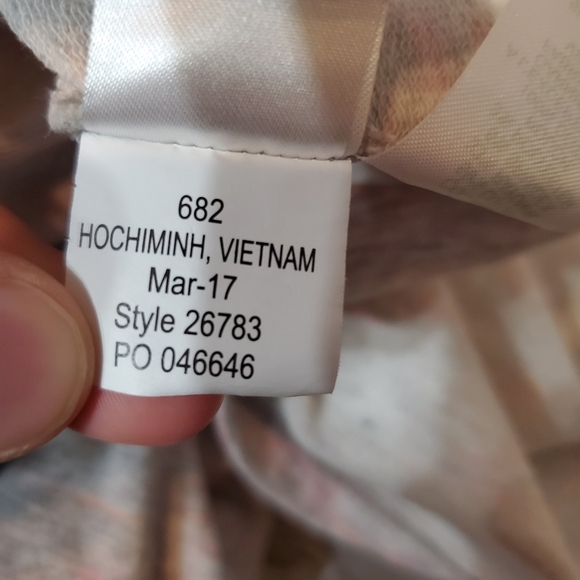 682
HOCHIMINH, VIETNAM
Mar-17
Style 26783
PO 046646